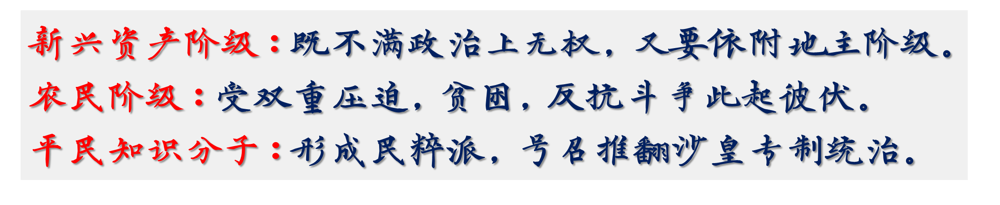 新兴资产阶级：既不满政治上无权，又要依附地主阶级。
农民阶级：受双重压迫，贫困，反抗斗争此起彼伏。
平民知识分子：形成民粹派，号召推翻沙皇专制统治。